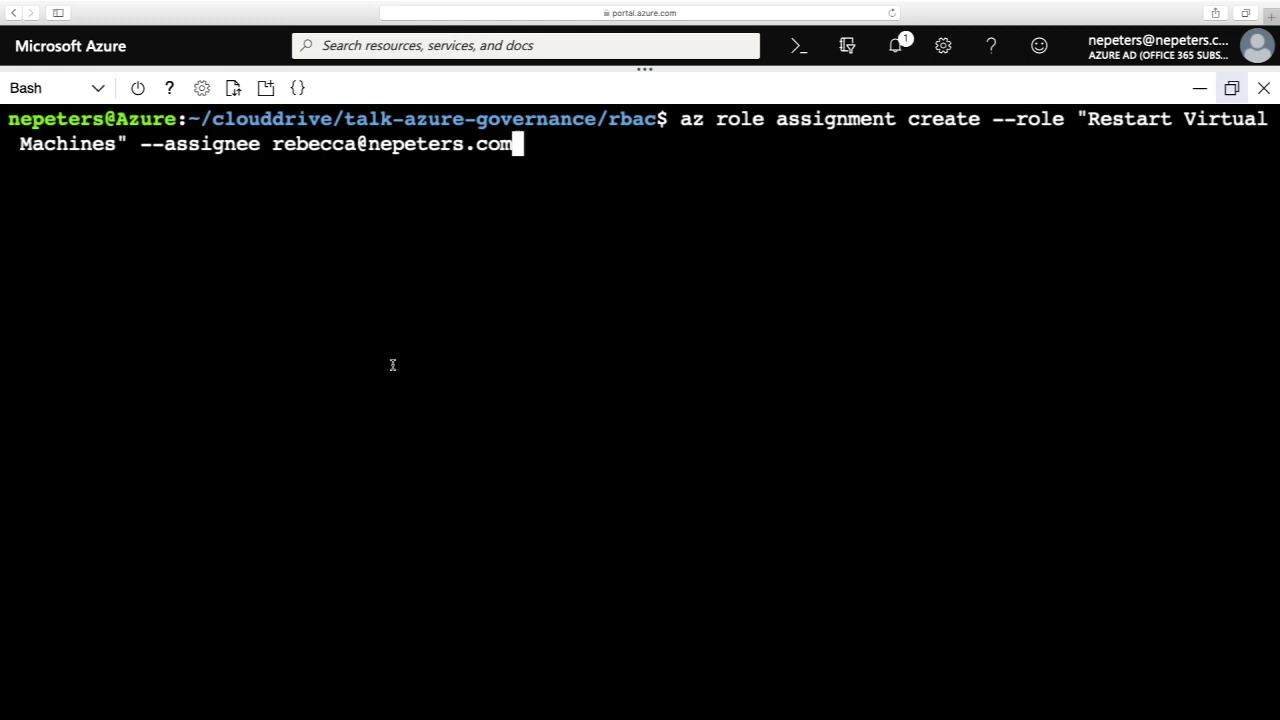 portal.azure.com
Microsoft Azure
Search resources, services, and docs
1
nepeters@nepeters.c...
AZURE AD (OFFICE 365 SUBS...
Bash
nepeters@Azure:~/clouddrive/talk-azure-governance/rbac$ az role assignment create --role "Restart Virtual
Machines" --assignee rebecca@nepeters.com